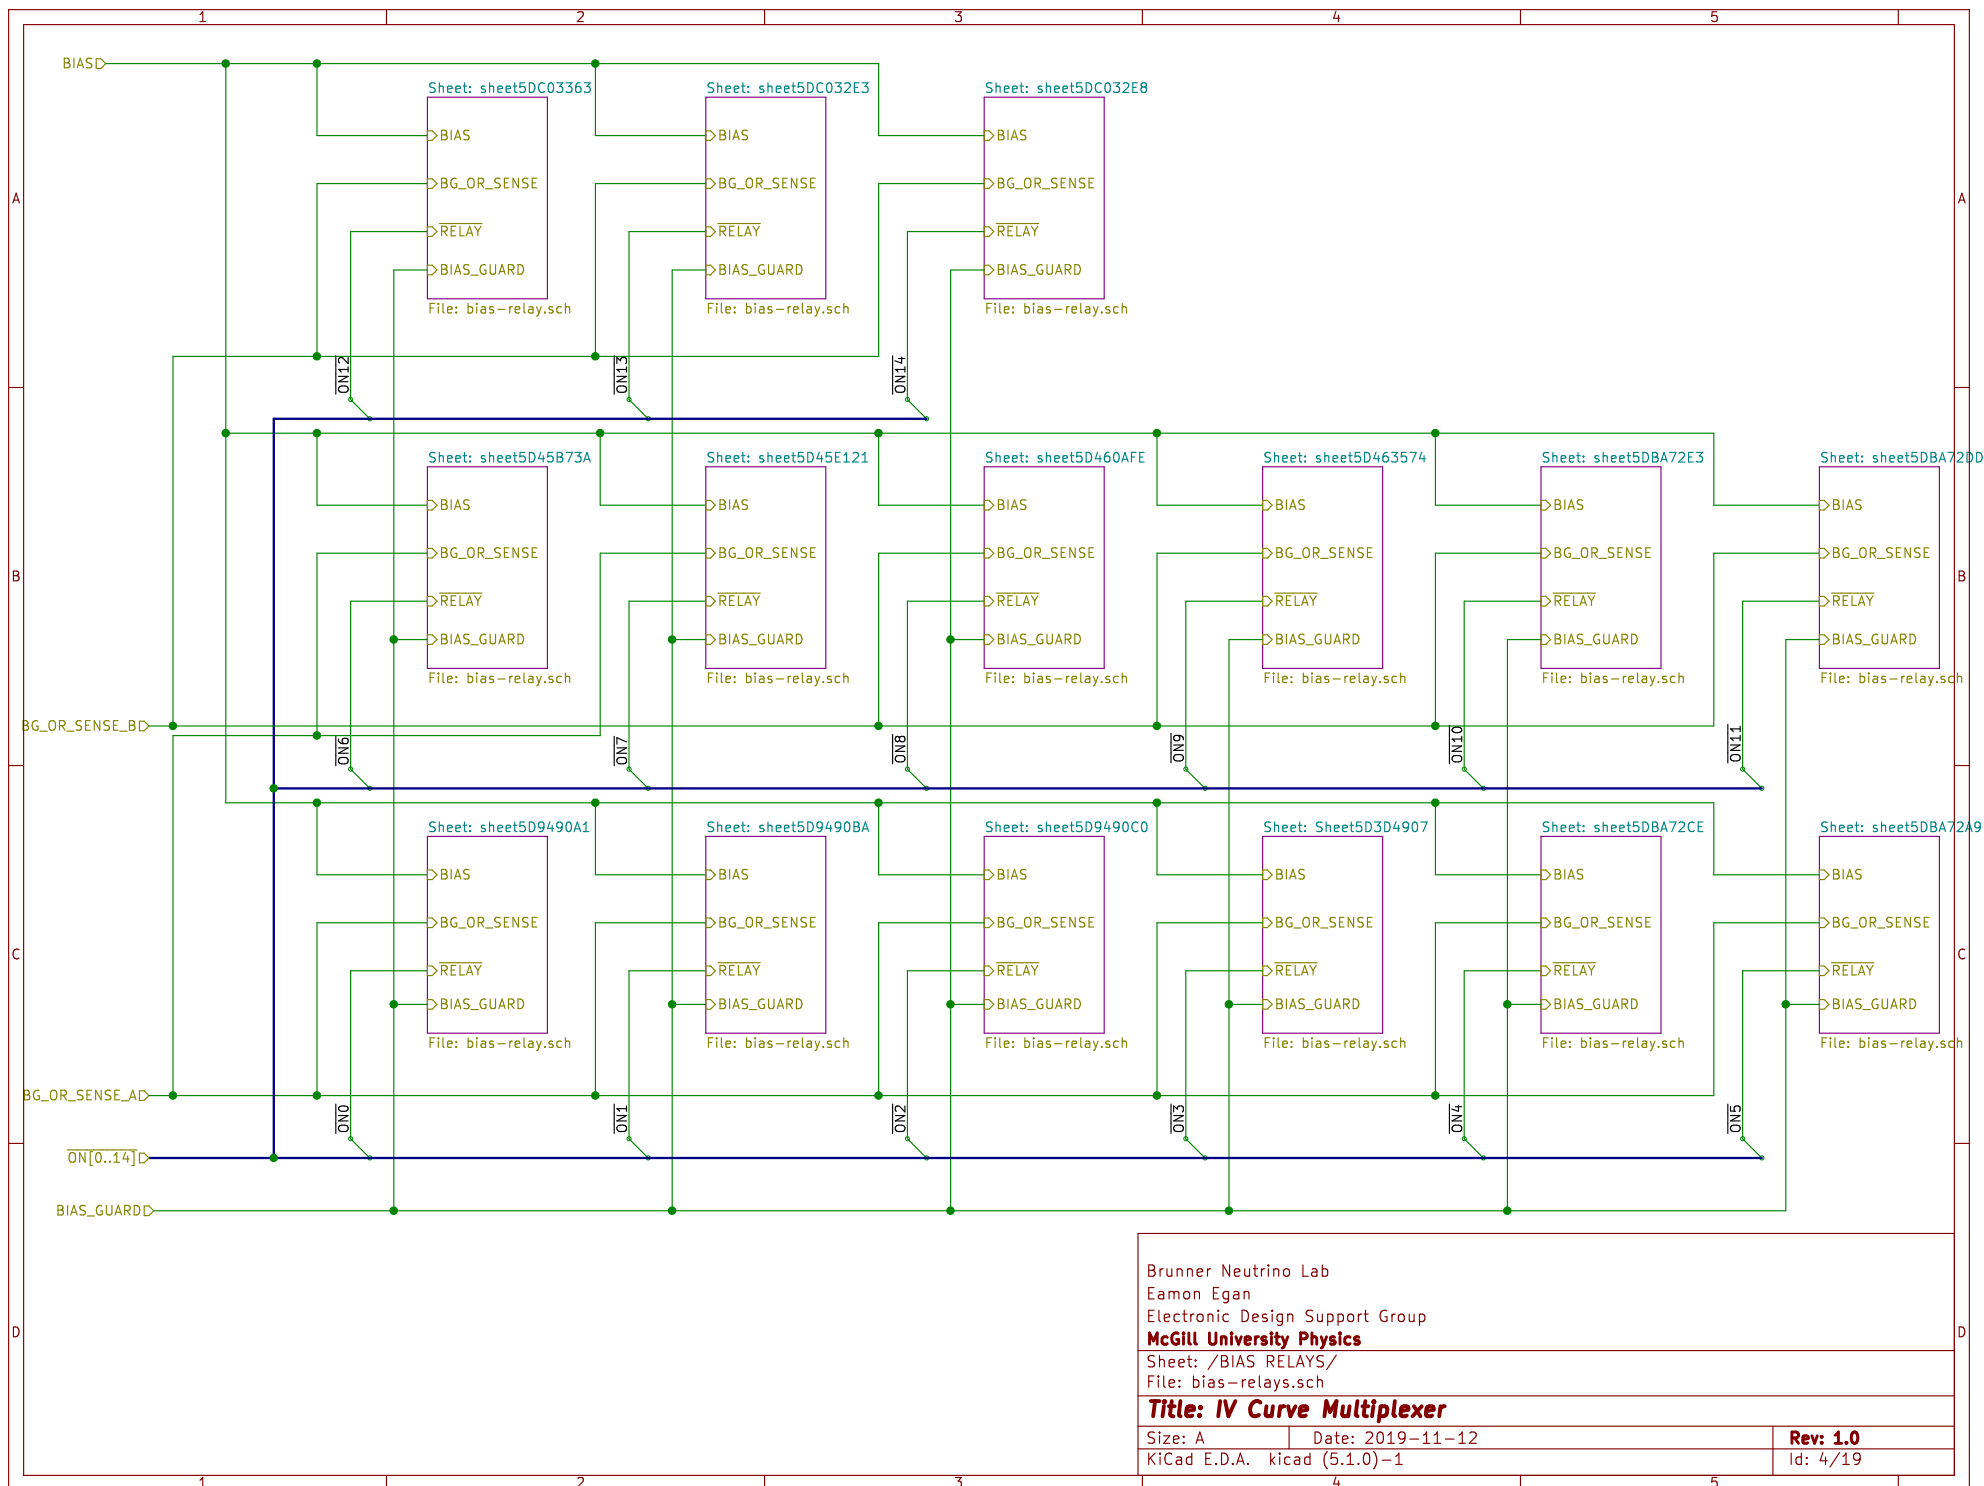 1 2 3 4 5
BIAS
Sheet: sheet5DC03363 Sheet: sheet5DC032E3 Sheet: sheet5DC032E8
BIAS BIAS BIAS
BG_OR_SENSE BG_OR_SENSE BG_OR_SENSE
A A
RELAY RELAY RELAY
BIAS_GUARD BIAS_GUARD BIAS_GUARD
File: bias-relay.sch File: bias-relay.sch File: bias-relay.sch
ON12 ON13 ON14
Sheet: sheet5D45B73A Sheet: sheet5D45E121 Sheet: sheet5D460AFE Sheet: sheet5D463574 Sheet: sheet5DBA72E3 Sheet: sheet5DBA72DD
BIAS BIAS BIAS BIAS BIAS BIAS
BG_OR_SENSE BG_OR_SENSE BG_OR_SENSE BG_OR_SENSE BG_OR_SENSE BG_OR_SENSE
B B
RELAY RELAY RELAY RELAY RELAY RELAY
BIAS_GUARD BIAS_GUARD BIAS_GUARD BIAS_GUARD BIAS_GUARD BIAS_GUARD
File: bias-relay.sch File: bias-relay.sch File: bias-relay.sch File: bias-relay.sch File: bias-relay.sch File: bias-relay.sch
BG_OR_SENSE_B
ON6 ON7 ON8 ON9 ON10 ON11
Sheet: sheet5D9490A1 Sheet: sheet5D9490BA Sheet: sheet5D9490C0 Sheet: Sheet5D3D4907 Sheet: sheet5DBA72CE Sheet: sheet5DBA72A9
BIAS BIAS BIAS BIAS BIAS BIAS
BG_OR_SENSE BG_OR_SENSE BG_OR_SENSE BG_OR_SENSE BG_OR_SENSE BG_OR_SENSE
C C
RELAY RELAY RELAY RELAY RELAY RELAY
BIAS_GUARD BIAS_GUARD BIAS_GUARD BIAS_GUARD BIAS_GUARD BIAS_GUARD
File: bias-relay.sch File: bias-relay.sch File: bias-relay.sch File: bias-relay.sch File: bias-relay.sch File: bias-relay.sch
BG_OR_SENSE_A
ON0 ON1 ON2 ON3 ON4 ON5
ON[0..14]
BIAS_GUARD
Brunner Neutrino Lab
Eamon Egan
Electronic Design Support Group
D D
McGill University Physics
Sheet: /BIAS RELAYS/
File: bias-relays.sch
Title: IV Curve Multiplexer
Size: A Date: 2019-11-12 Rev: 1.0
KiCad E.D.A. kicad (5.1.0)-1 Id: 4/19
1 2 3 4 5